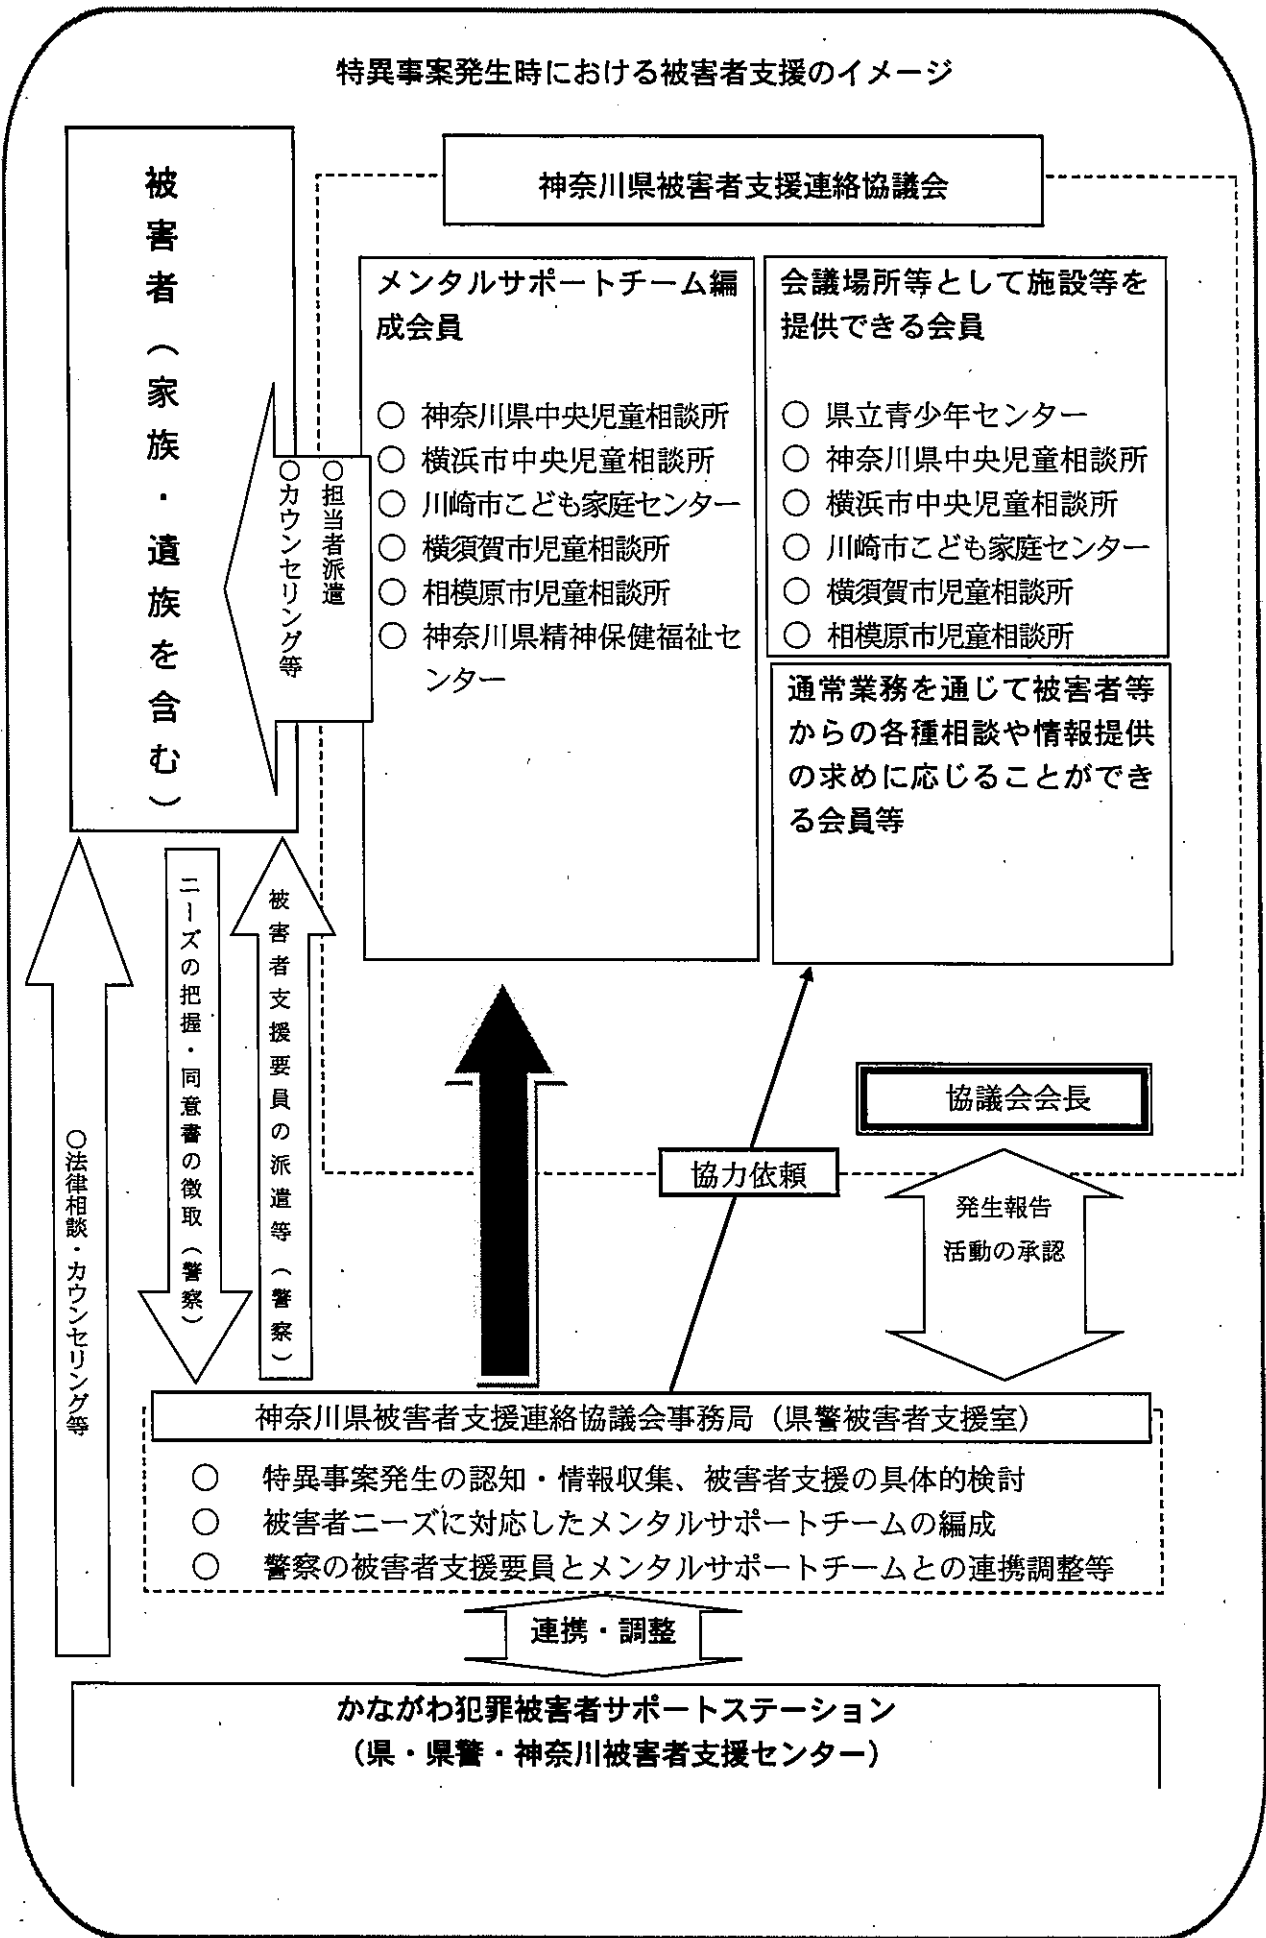 特異事案発生時における被害者支援のイメージ
被害者（家族・遺族を含む）
神奈川県被害者支援連絡協議会
メンタルサポートチーム編
成会員
○ 神奈川県中央児童相談所
○ 横浜市中央児童相談所
○ 川崎市こども家庭センター
○ 横須賀市児童相談所
○ 相模原市児童相談所
○ 神奈川県精神保健福祉セ
ンター
会議場所等として施設等を
提供できる会員
○ 県立青少年センター
○ 神奈川県中央児童相談所
○ 横浜市中央児童相談所
○ 川崎市こども家庭センター
○ 横須賀市児童相談所
○ 相模原市児童相談所
通常業務を通じて被害者等
からの各種相談や情報提供
の求めに応じることができ
る会員等
○担当者派遣
○カウンセリング等
被害者支援要員の派遣等（警察）
ニーズの把握・同意書の徴取（警察）
○法律相談・カウンセリング等
協議会会長
協力依頼
発生報告
活動の承認
神奈川県被害者支援連絡協議会事務局（県警被害者支援室）
○ 特異事案発生の認知・情報収集、被害者支援の具体的検討
○ 被害者ニーズに対応したメンタルサポートチームの編成
○ 警察の被害者支援要員とメンタルサポートチームとの連携調整等
連携・調整
かながわ犯罪被害者サポートステーション
（県・県警・神奈川被害者支援センター）